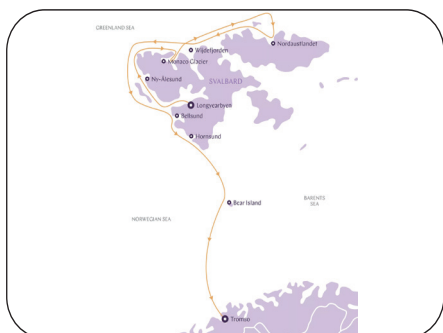 GREENLAND SEA
Wijdefjorden
Nordaustlandet
Monaco Glacier
Ny-Ålesund
SVALBARD
Longyearbyen
Bellsund
Hornsund
Bear Island
BARENTS
SEA
NORWEGIAN SEA
Tromsø